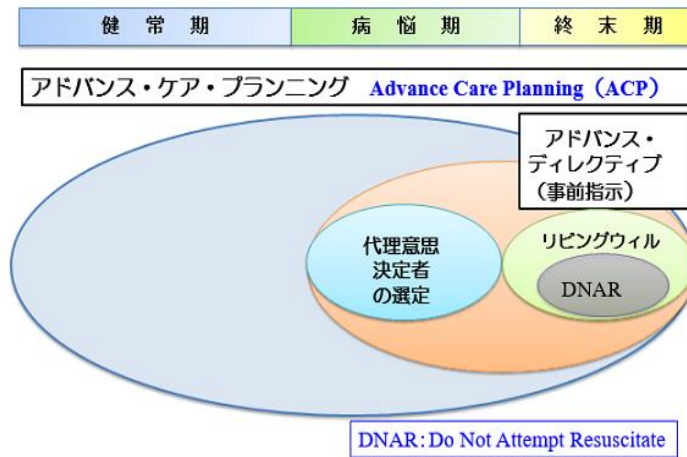 健常期 病悩期 終末期
アドバンス・ケア・プランニング Advance Care Planning（ACP）
アドバンス・
ディレクティブ
（事前指示）
代理意思
決定者
の選定
リビングウィル
DNAR
DNAR：Do Not Attempt Resuscitate